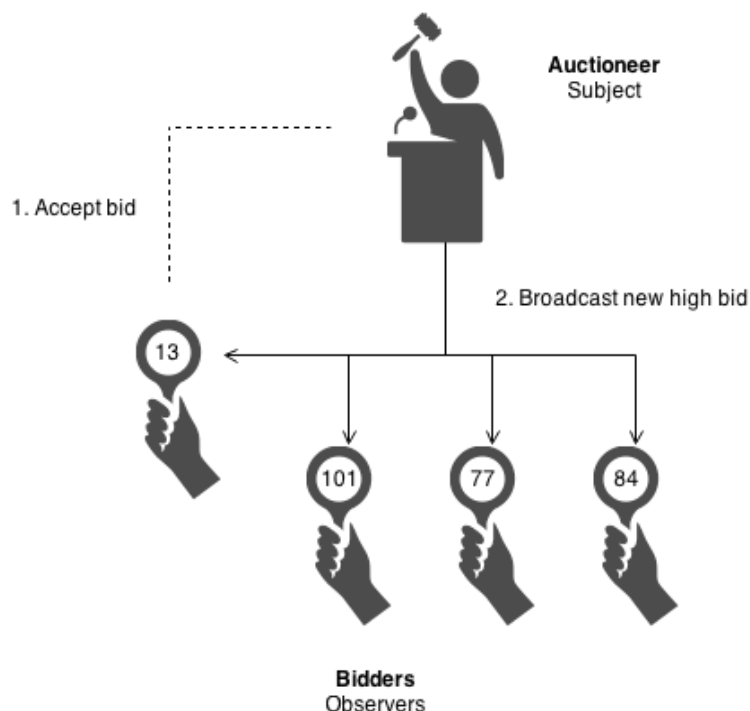 Auctioneer
Subject
1. Accept bid
2. Broadcast new high bid
13
101
77
84
Bidders
Observers